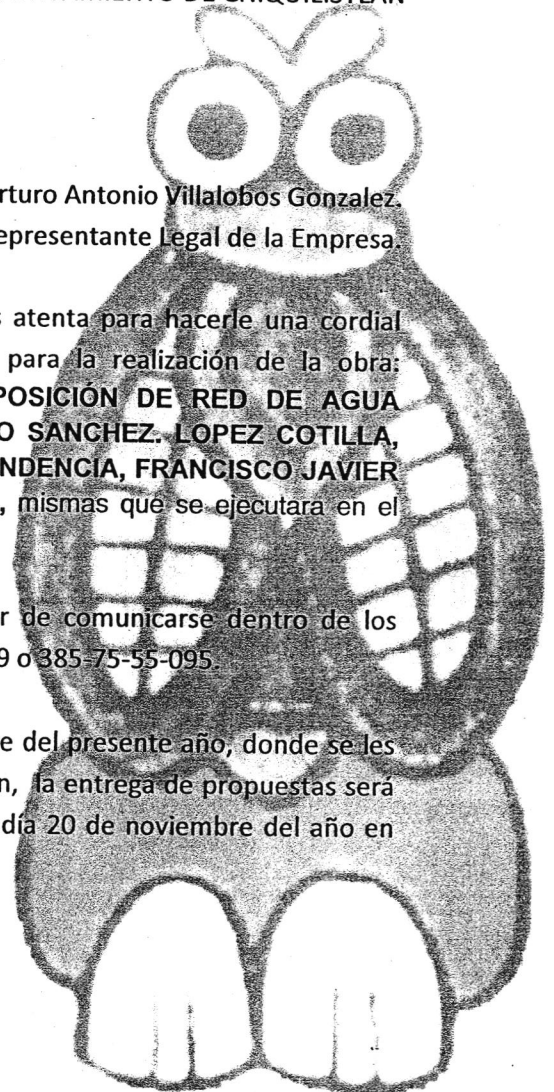 DE CHIQUILISTLAN
rturo Antonio Villalobos Gonzalez.
epresentante Legal de la Empresa.
s atenta para hacerle una cordial
para la realización de la obra:
POSICIÓN DE RED DE AGUA
O SANCHEZ. LOPEZ COTILLA,
NDENCIA, FRANCISCO JAVIER
, mismas que se ejecutara en el
r de comunicarse dentro de los
9 o 385-75-55-095.
e del presente año, donde se les
n, la entrega de propuestas será
día 20 de noviembre del año en